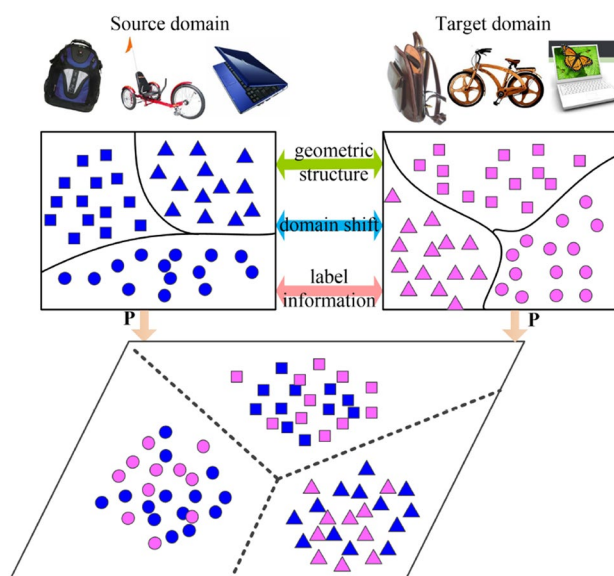 Source domain
Target domain
geometric
structure
domain shift
label
information
P
P